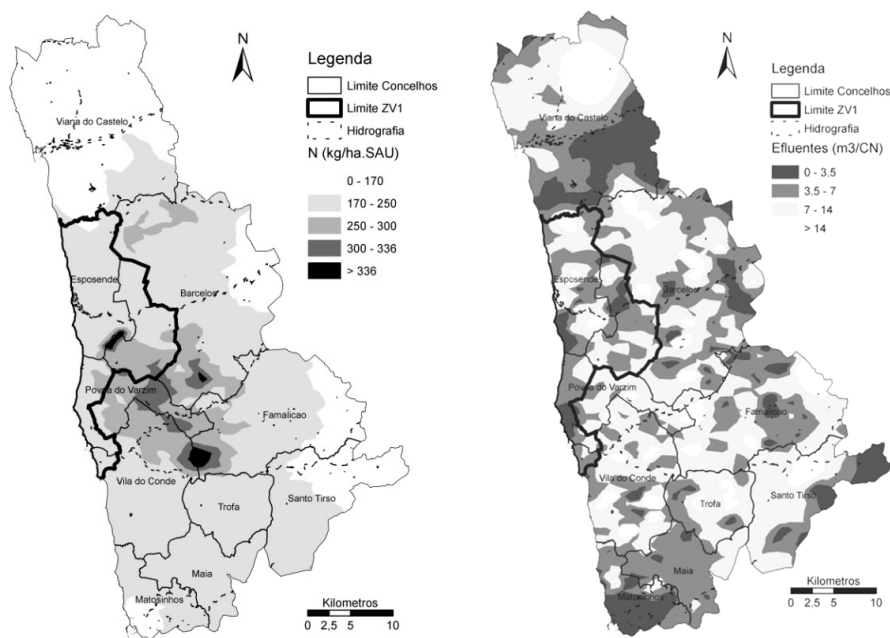 N
Legenda
Limite Concelhos
Limite ZV1
Hidrografia
N (kg/ha.SAU)
0 - 170
170 - 250
250 - 300
300 - 336
> 336
Viana do Castelo
Esposende
Barcelos
Povoa do Varzim
Famalicao
Vila do Conde
Trofa
Santo Tirso
Maia
Matosinhos
Kilometros
0 2,5 5 10
N
Legenda
Limite Concelhos
Limite ZV1
Hidrografia
Efluentes (m3/CN)
0 - 3.5
3.5 - 7
7 - 14
> 14
Viana do Castelo
Esposende
Barcelos
Povoa do Varzim
Famalicao
Vila do Conde
Trofa
Santo Tirso
Maia
Matosinhos
Kilometros
0 2,5 5 10